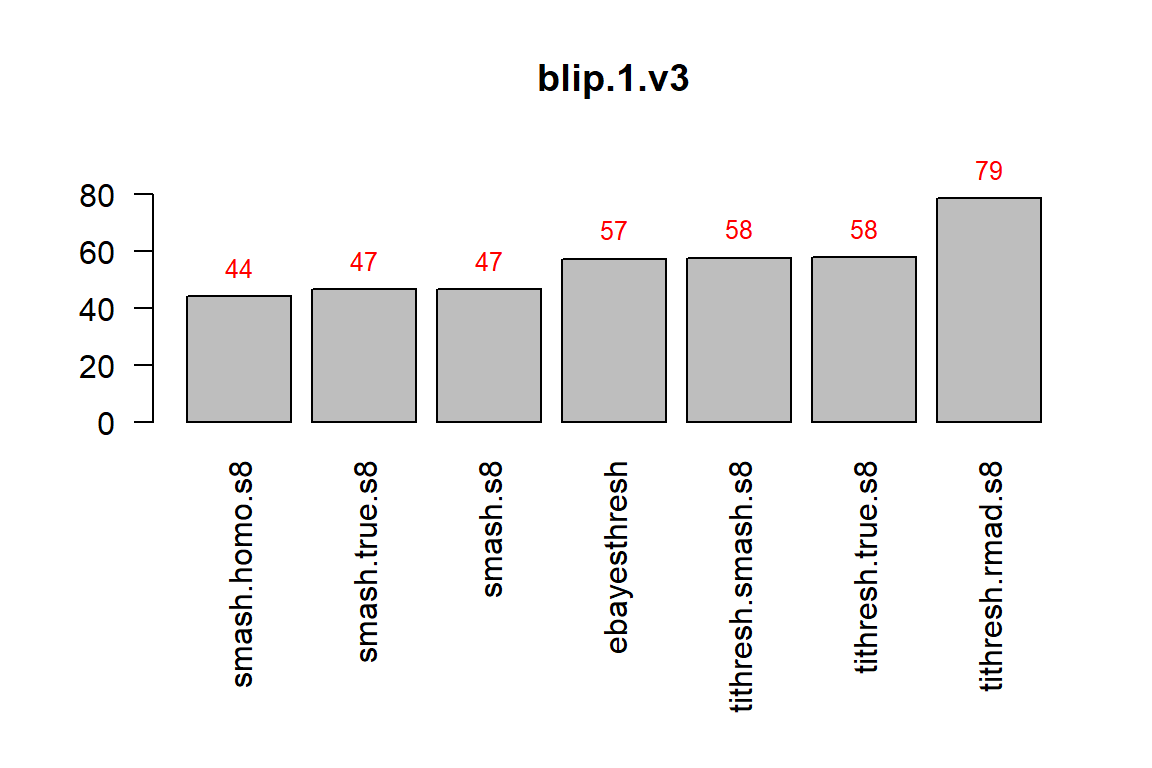 blip.1.v3
80
60
40
20
0
44
47
47
57
58
58
79
smash.homo.s8
smash.true.s8
smash.s8
ebayesthresh
tithresh.smash.s8
tithresh.true.s8
tithresh.rmad.s8